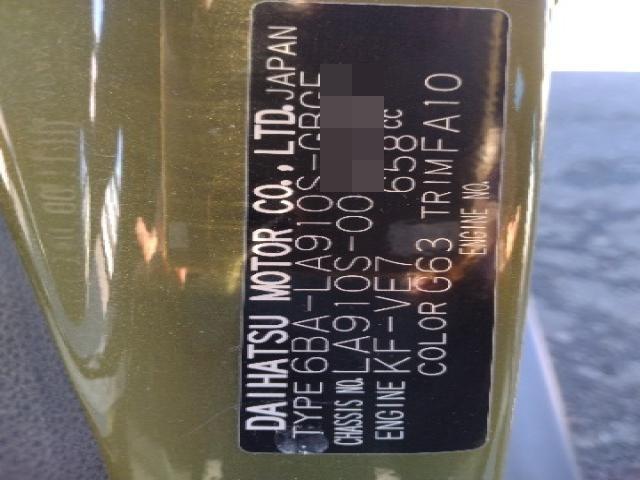 DAIHATSU MOTOR CO., LTD. JAPAN
TYPE 6BA-LA910S-GBGF
CHASSIS NO. LA910S-00
ENGINE KF-VE7 658cc
COLOR G63 TRIM FA10
ENGINE NO.